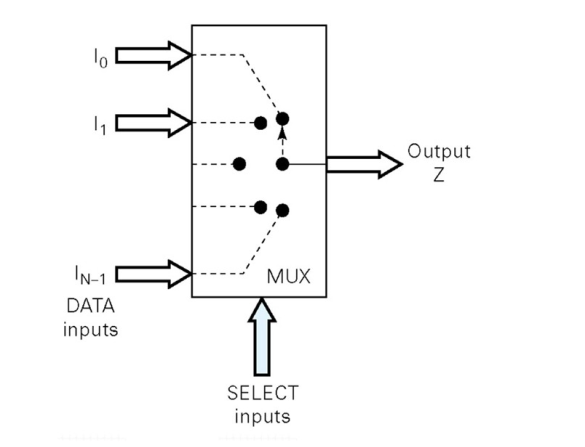 I0
I1
Output
Z
IN–1
MUX
DATA
inputs
SELECT
inputs